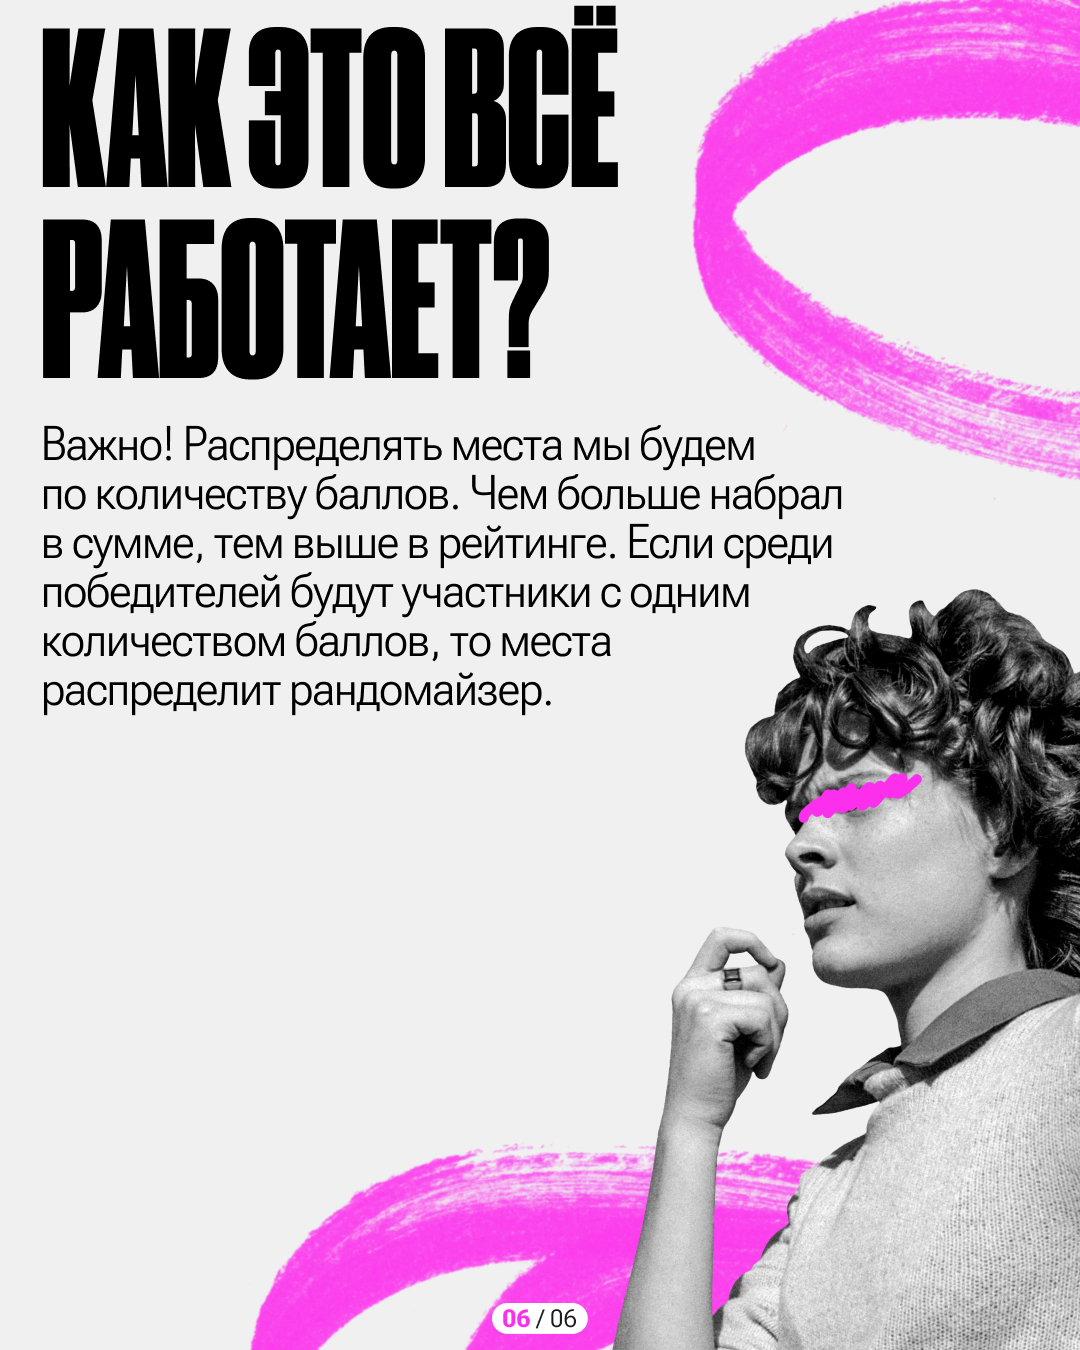 КАК ЭТО ВСЁ
РАБОТАЕТ?
Важно! Распределять места мы будем
по количеству баллов. Чем больше набрал
в сумме, тем выше в рейтинге. Если среди
победителей будут участники с одним
количеством баллов, то места
распределит рандомайзер.
06 / 06